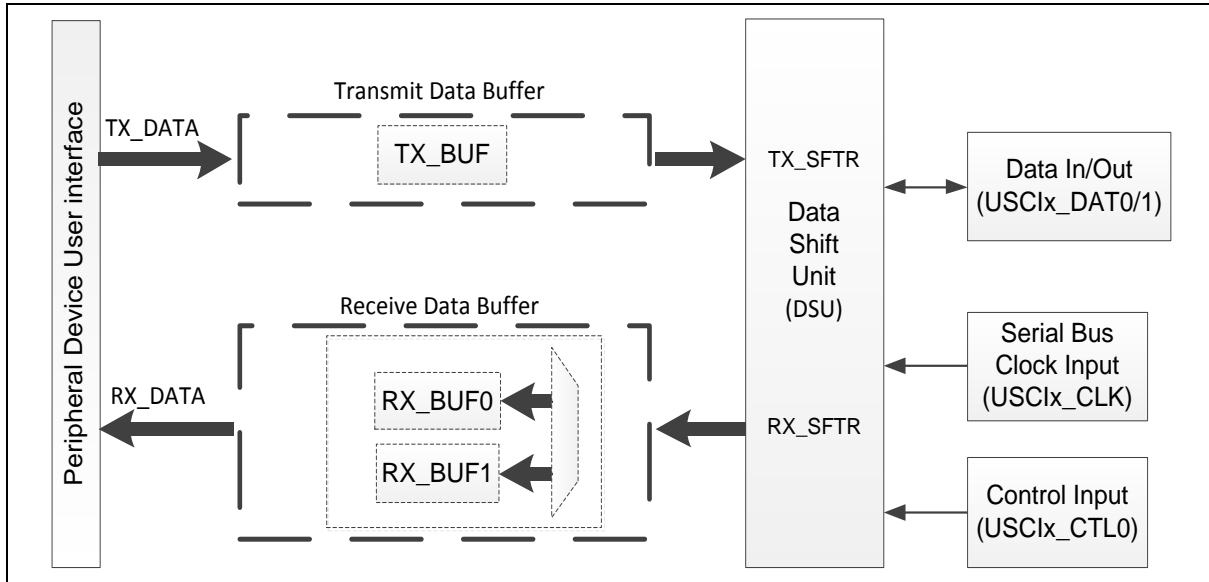 Peripheral Device User interface
TX_DATA
Transmit Data Buffer
TX_BUF
RX_DATA
Receive Data Buffer
RX_BUF0
RX_BUF1
TX_SFTR
Data
Shift
Unit
(DSU)
RX_SFTR
Data In/Out
(USCIx_DAT0/1)
Serial Bus
Clock Input
(USCIx_CLK)
Control Input
(USCIx_CTL0)